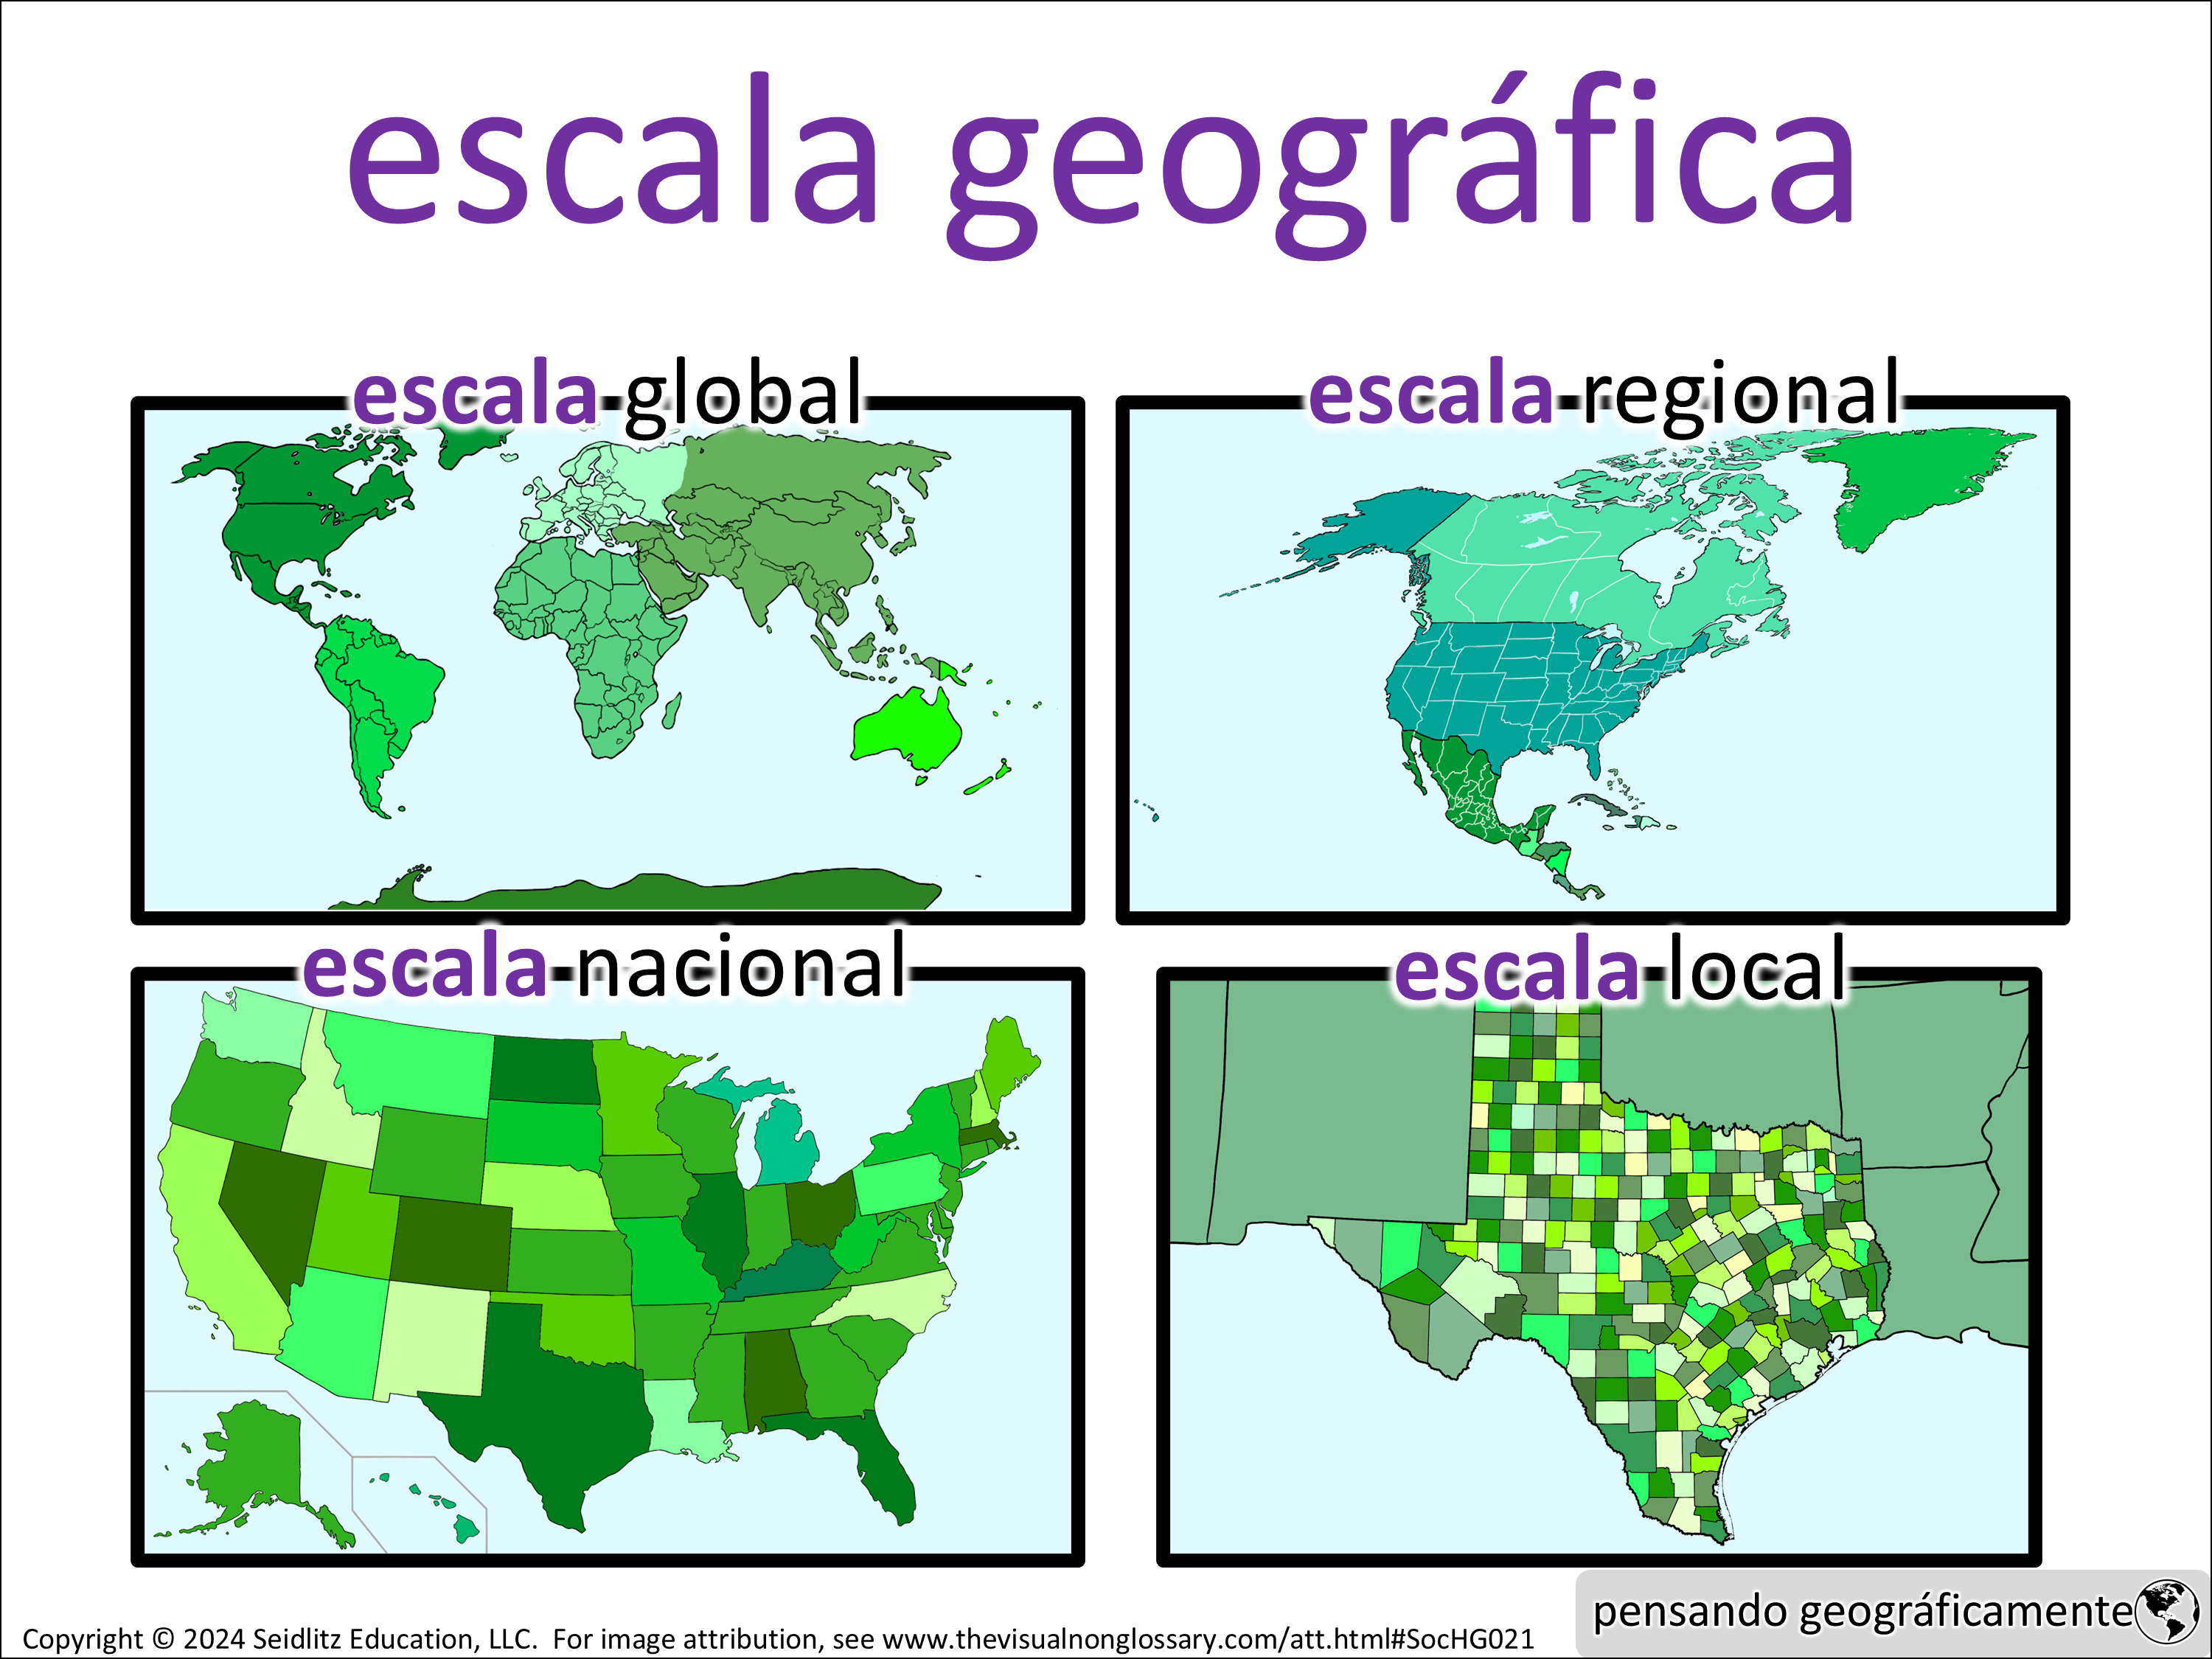 escala geográfica
escala global
escala regional
escala nacional
escala local
pensando geográficamente
Copyright © 2024 Seidlitz Education, LLC.  For image attribution, see www.thevisualnonglossary.com/att.html#SocHG021